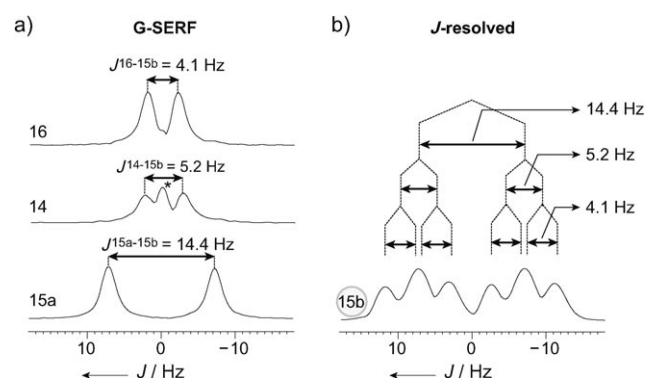 a) G-SERF
J16-15b = 4.1 Hz
16
J14-15b = 5.2 Hz
*
14
J15a-15b = 14.4 Hz
15a
10 0 −10
J / Hz
b) J-resolved
14.4 Hz
5.2 Hz
4.1 Hz
15b
10 0 −10
J / Hz